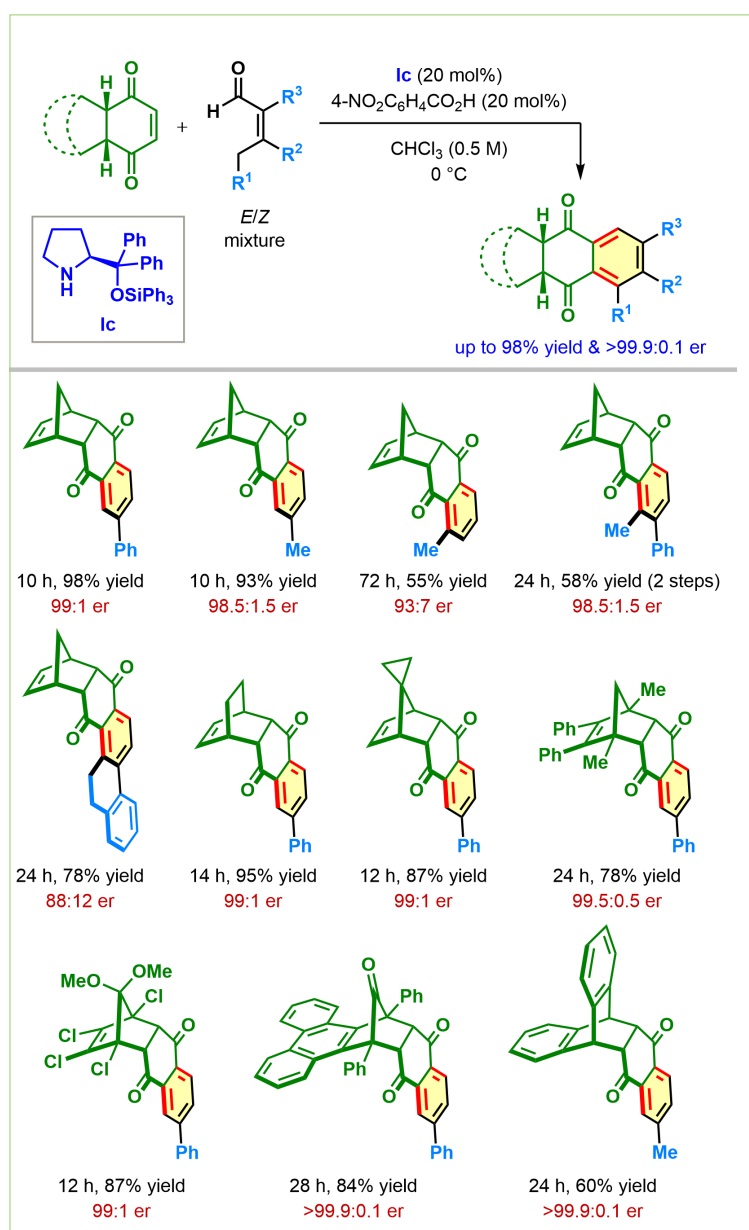 Ic (20 mol%)
4-NO2C6H4CO2H (20 mol%)
CHCl3 (0.5 M)
0 °C
H
H
O
O
+
O
H
R3
R2
R1
E/Z
mixture
N
H
Ph
Ph
OSiPh3
Ic
H
H
O
O
R3
R2
R1
up to 98% yield & >99.9:0.1 er
O
O
Ph
10 h, 98% yield
99:1 er
O
O
Me
10 h, 93% yield
98.5:1.5 er
O
O
Me
72 h, 55% yield
93:7 er
O
O
Me
Ph
24 h, 58% yield (2 steps)
98.5:1.5 er
O
O
24 h, 78% yield
88:12 er
O
O
Ph
14 h, 95% yield
99:1 er
O
O
Ph
12 h, 87% yield
99:1 er
Me
Ph
Ph
Me
O
O
Ph
24 h, 78% yield
99.5:0.5 er
MeO
OMe
Cl
Cl
Cl
Cl
O
O
Ph
12 h, 87% yield
99:1 er
O
Ph
Ph
O
O
Ph
28 h, 84% yield
>99.9:0.1 er
O
O
Me
24 h, 60% yield
>99.9:0.1 er